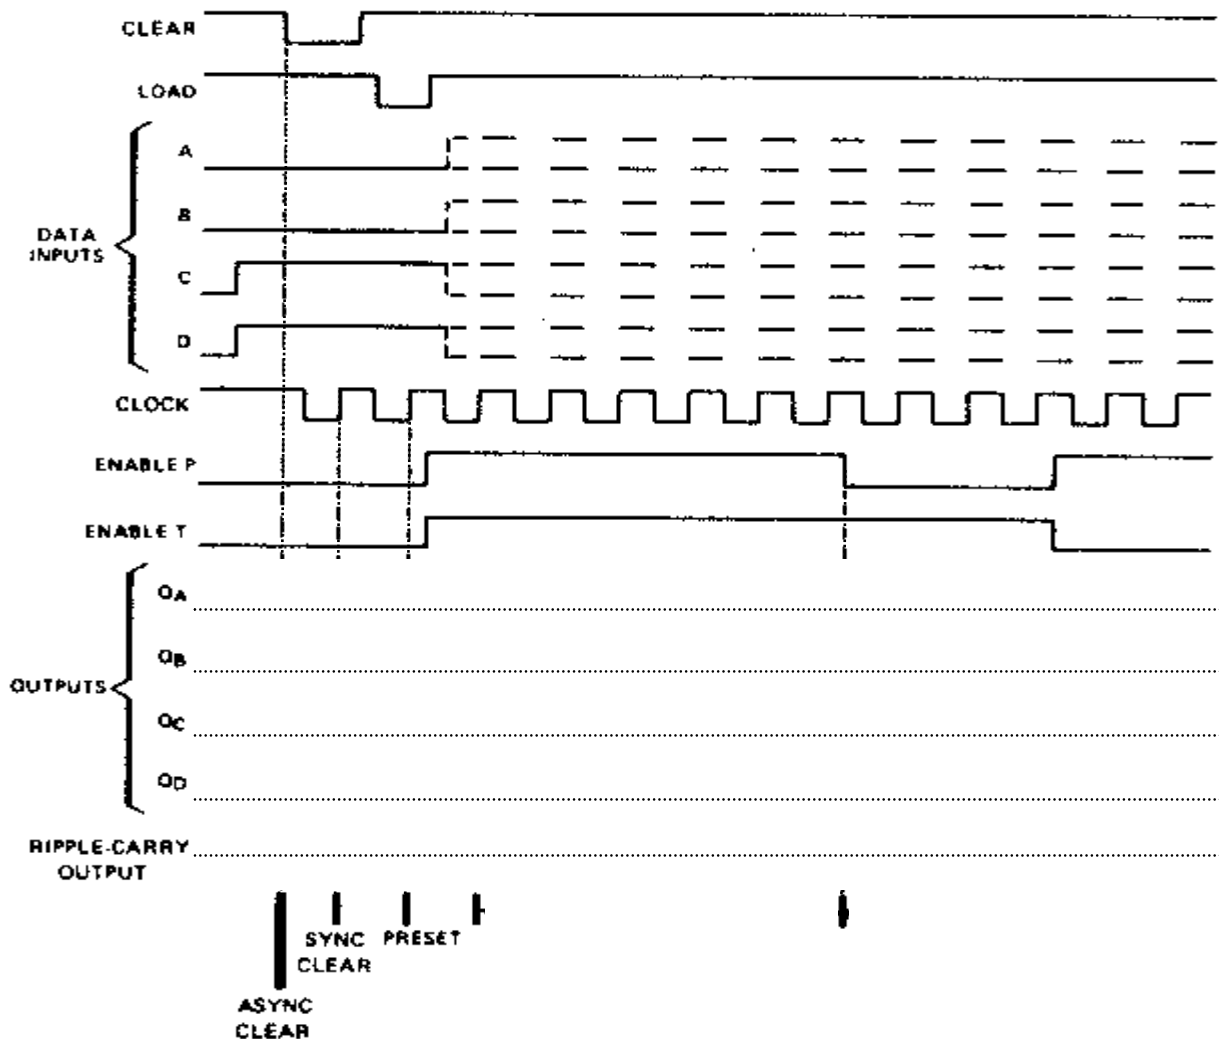 CLEAR
LOAD
A
B
DATA
INPUTS
C
D
CLOCK
ENABLE P
ENABLE T
QA
QB
OUTPUTS
QC
QD
RIPPLE-CARRY
OUTPUT
SYNC
CLEAR
PRESET
ASYNC
CLEAR